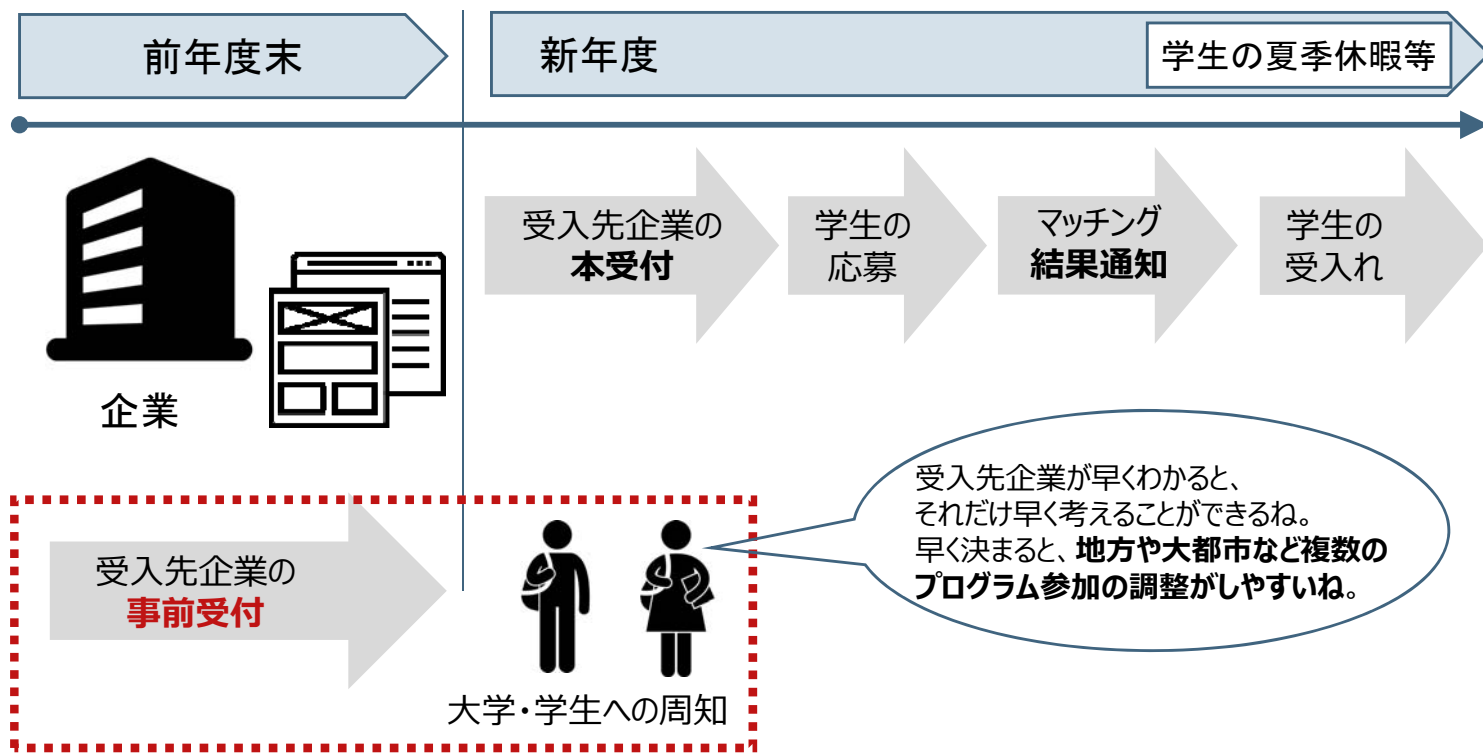 前年度末
新年度
学生の夏季休暇等
受入先企業の
本受付
学生の
応募
マッチング
結果通知
学生の
受入れ
企業
受入先企業の
事前受付
大学・学生への周知
受入先企業が早くわかると、
それだけ早く考えることができるね。
早く決まると、地方や大都市など複数の
プログラム参加の調整がしやすいね。